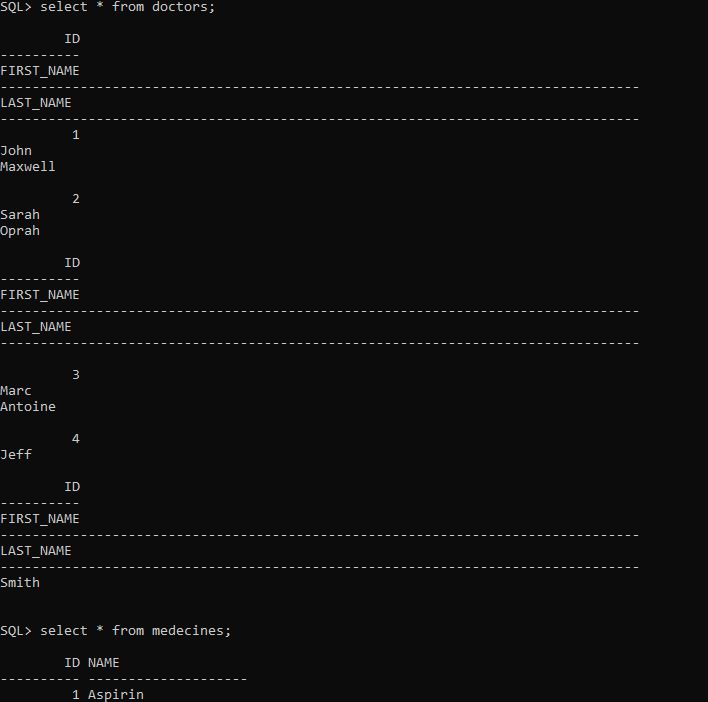 SQL> select * from doctors;
ID
----------
FIRST_NAME
--------------------------------------------------------------------------------
LAST_NAME
--------------------------------------------------------------------------------
1
John
Maxwell
2
Sarah
Oprah
ID
----------
FIRST_NAME
--------------------------------------------------------------------------------
LAST_NAME
--------------------------------------------------------------------------------
3
Marc
Antoine
4
Jeff
ID
----------
FIRST_NAME
--------------------------------------------------------------------------------
LAST_NAME
--------------------------------------------------------------------------------
Smith
SQL> select * from medecines;
ID NAME
---------- --------------------
1 Aspirin